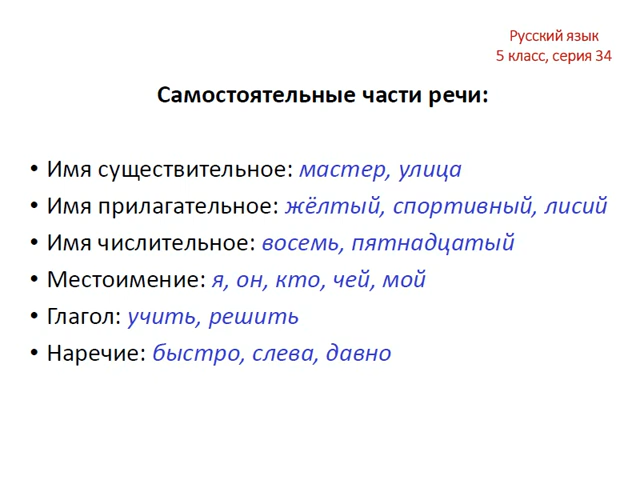 Русский язык
5 класс, серия 34
Самостоятельные части речи:
• Имя существительное: мастер, улица
• Имя прилагательное: жёлтый, спортивный, лисий
• Имя числительное: восемь, пятнадцатый
• Местоимение: я, он, кто, чей, мой
• Глагол: учить, решить
• Наречие: быстро, слева, давно